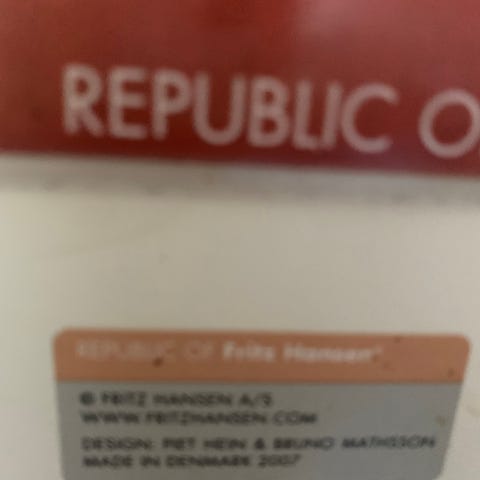 REPUBLIC O
REPUBLIC OF Fritz Hansen®
© FRITZ HANSEN A/S
WWW.FRITZHANSEN.COM
DESIGN: PIET HEIN & BRUNO MATHSSON
MADE IN DENMARK 2007